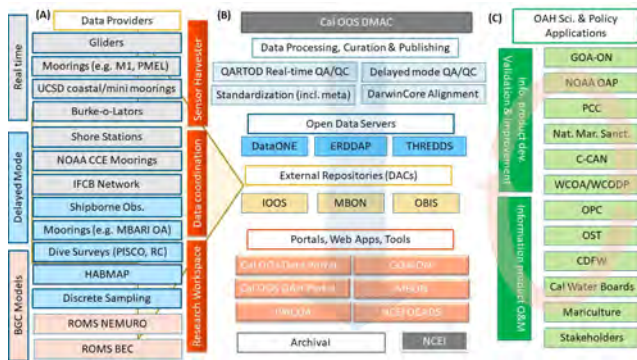 (A)
Data Providers
Real time
Gliders
Moorings (e.g. M1, PMEL)
UCSD coastal/mini moorings
Burke-o-Lators
Delayed Mode
Shore Stations
NOAA CCE Moorings
IFCB Network
Shipborne Obs.
Moorings (e.g. MBARI OA)
Dive Surveys (PISCO, RC)
HABMAP
Discrete Sampling
BGC Models
ROMS NEMURO
ROMS BEC
Sensor Harvester
Data coordination
Research Workspace
(B)
Cal OOS DMAC
Data Processing, Curation & Publishing
QARTOD Real-time QA/QC
Delayed mode QA/QC
Standardization (incl. meta)
DarwinCore Alignment
Open Data Servers
DataONE
ERDDAP
THREDDS
External Repositories (DACs)
IOOS
MBON
OBIS
Portals, Web Apps, Tools
Cal OOS Data Portal
GOA-ON
Cal OOS OAH Portal
MBON
NCEI OCADS
Archival
NCEI
(C)
OAH Sci. & Policy
Applications
Info. product dev.
Validation & improvement
GOA-ON
NOAA OAP
PCC
Nat. Mar. Sanct.
C-CAN
WCOA/WCODP
Information product O&M
OPC
OST
CDFW
Cal Water Boards
Mariculture
Stakeholders